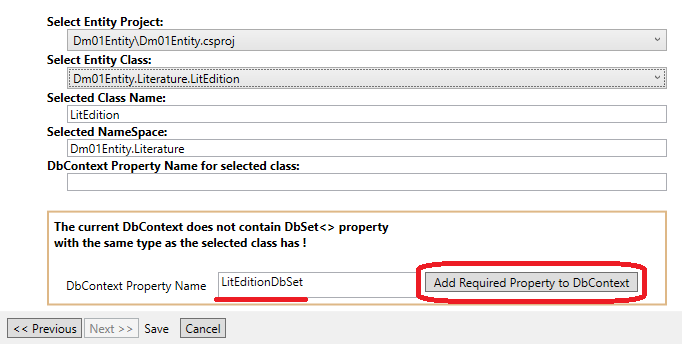 Select Entity Project:
Dm01Entity\Dm01Entity.csproj
Select Entity Class:
Dm01Entity.Literature.LitEdition
Selected Class Name:
LitEdition
Selected NameSpace:
Dm01Entity.Literature
DbContext Property Name for selected class:
The current DbContext does not contain DbSet<> property
with the same type as the selected class has !
DbContext Property Name LitEditionDbSet Add Required Property to DbContext
<< Previous Next >> Save Cancel